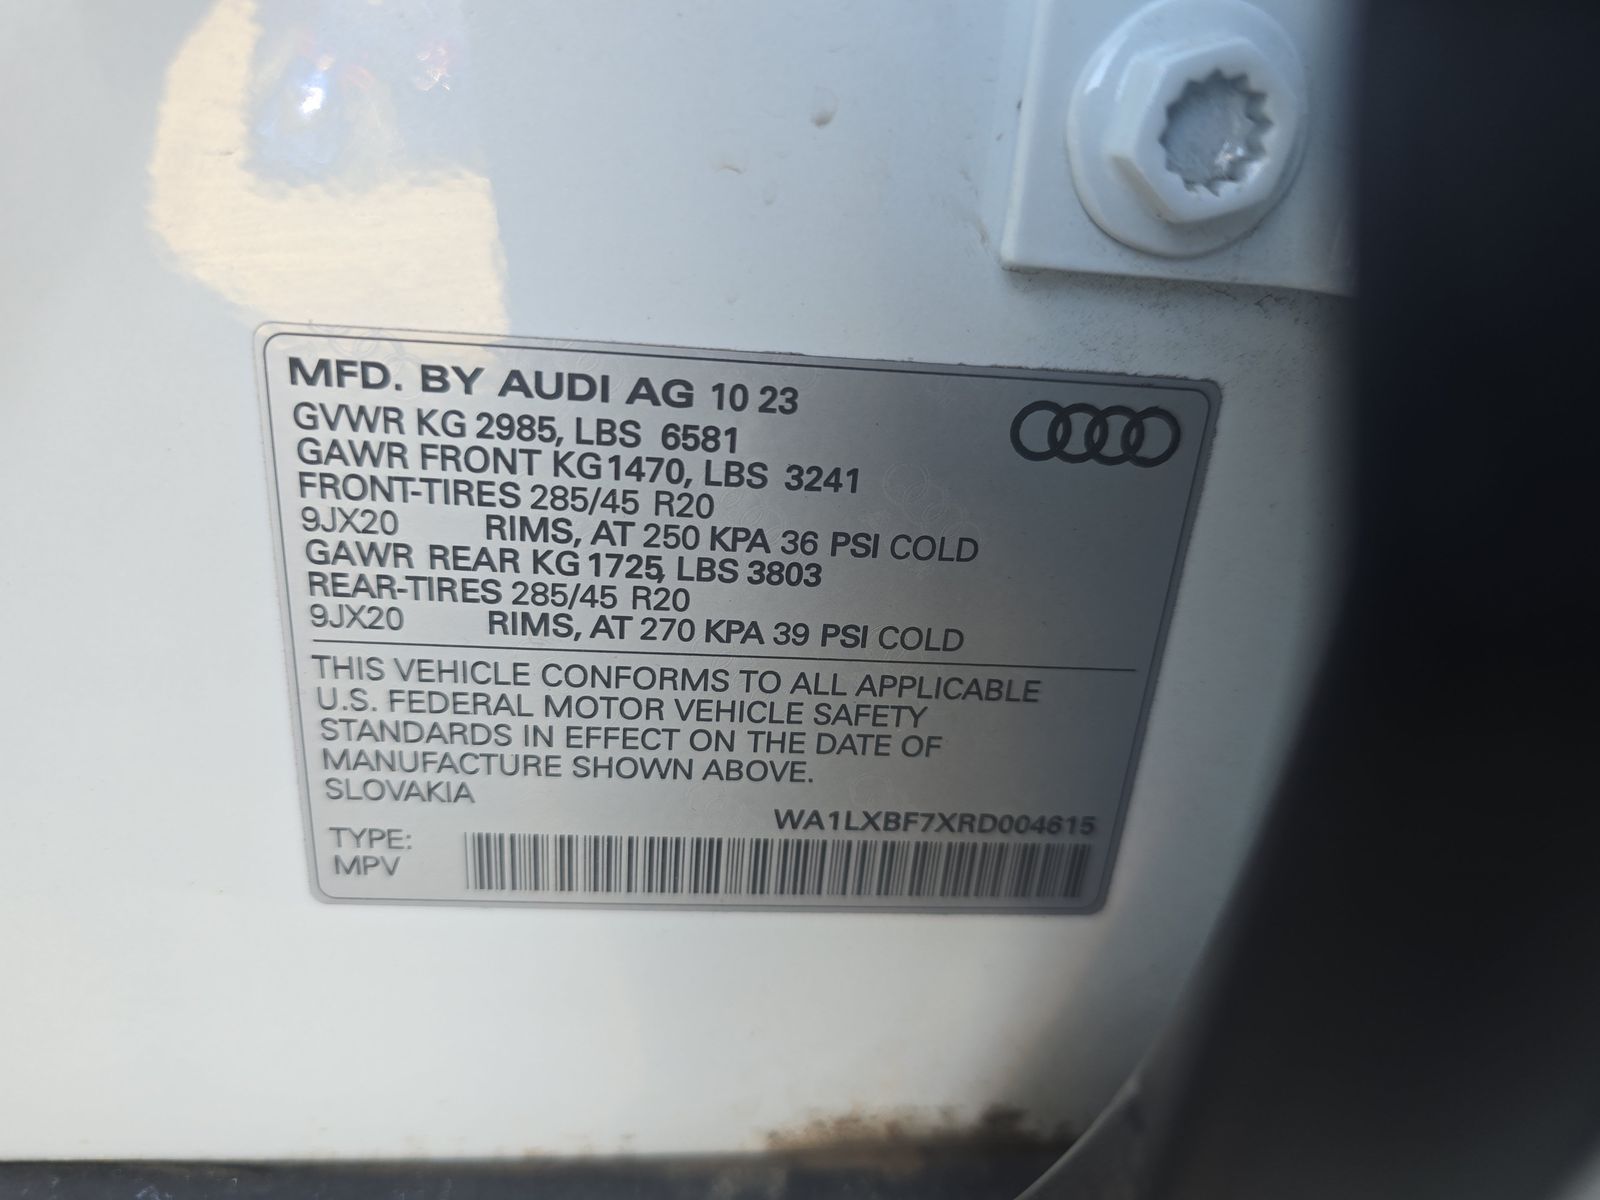 MFD. BY AUDI AG 10 23
GVWR KG 2985, LBS 6581
GAWR FRONT KG 1470, LBS 3241
FRONT-TIRES 285/45 R20
9JX20 RIMS, AT 250 KPA 36 PSI COLD
GAWR REAR KG 1725, LBS 3803
REAR-TIRES 285/45 R20
9JX20 RIMS, AT 270 KPA 39 PSI COLD
THIS VEHICLE CONFORMS TO ALL APPLICABLE
U.S. FEDERAL MOTOR VEHICLE SAFETY
STANDARDS IN EFFECT ON THE DATE OF
MANUFACTURE SHOWN ABOVE.
SLOVAKIA
WA1LXBF7XRD004615
TYPE:
MPV